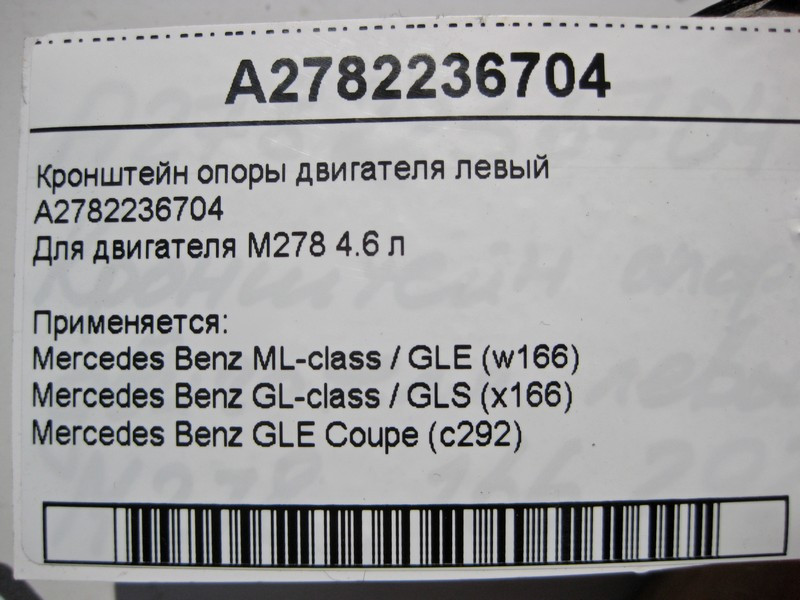 A2782236704
Кронштейн опоры двигателя левый
A2782236704
Для двигателя M278 4.6 л
Применяется:
Mercedes Benz ML-class / GLE (w166)
Mercedes Benz GL-class / GLS (x166)
Mercedes Benz GLE Coupe (c292)